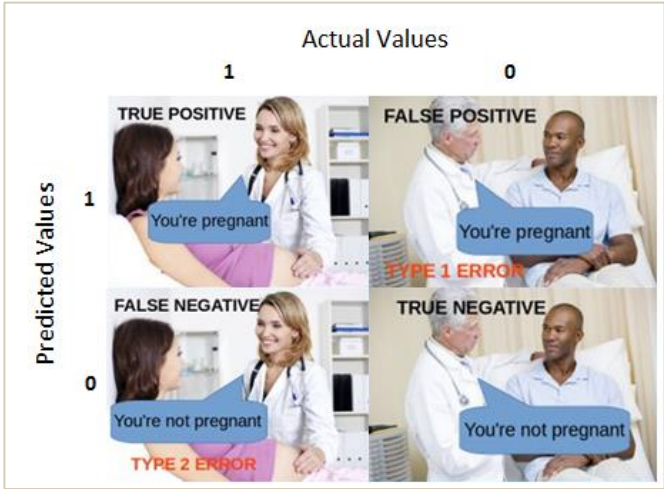 Actual Values
1 0
TRUE POSITIVE FALSE POSITIVE
Predicted Values
1
You're pregnant You're pregnant
TYPE 1 ERROR
FALSE NEGATIVE TRUE NEGATIVE
0
You're not pregnant You're not pregnant
TYPE 2 ERROR